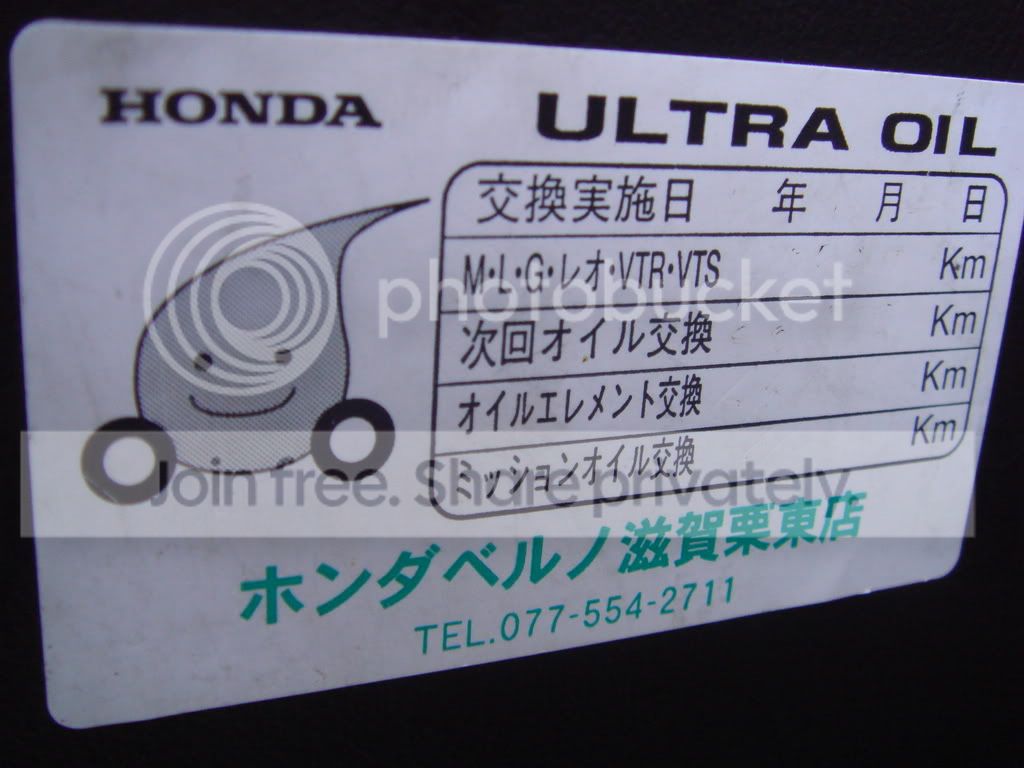 HONDA
ULTRA OIL
交換実施日 年 月 日
M・L・G・レオ・VTR・VTS Km
次回オイル交換 Km
オイルエレメント交換 Km
ミッションオイル交換 Km
ホンダベルノ滋賀栗東店
TEL.077-554-2711
photobucket
Join free. Share privately.